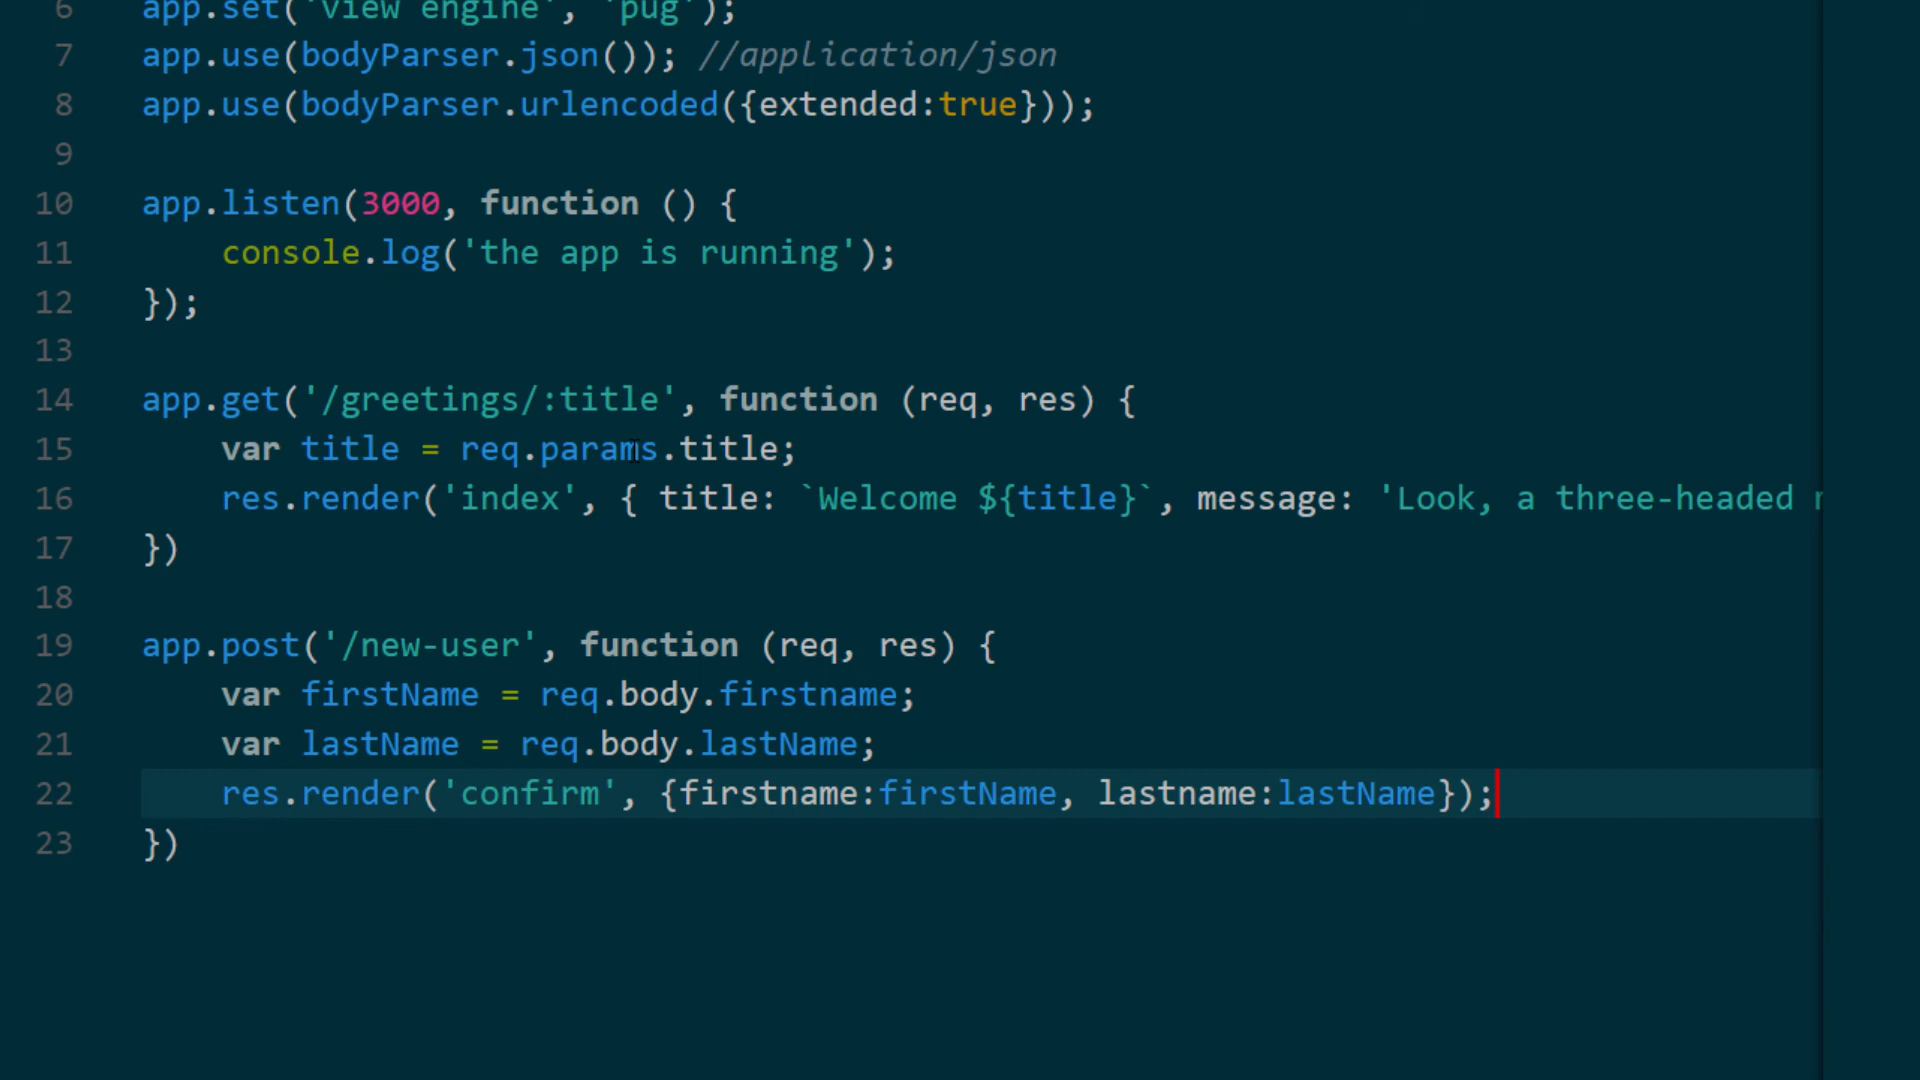 6 app.set('view engine', 'pug');
7 app.use(bodyParser.json()); //application/json
8 app.use(bodyParser.urlencoded({extended:true}));
9
10 app.listen(3000, function () {
11 console.log('the app is running');
12 });
13
14 app.get('/greetings/:title', function (req, res) {
15 var title = req.params.title;
16 res.render('index', { title: `Welcome ${title}`, message: 'Look, a three-headed
17 })
18
19 app.post('/new-user', function (req, res) {
20 var firstName = req.body.firstname;
21 var lastName = req.body.lastName;
22 res.render('confirm', {firstname:firstName, lastname:lastName});
23 })